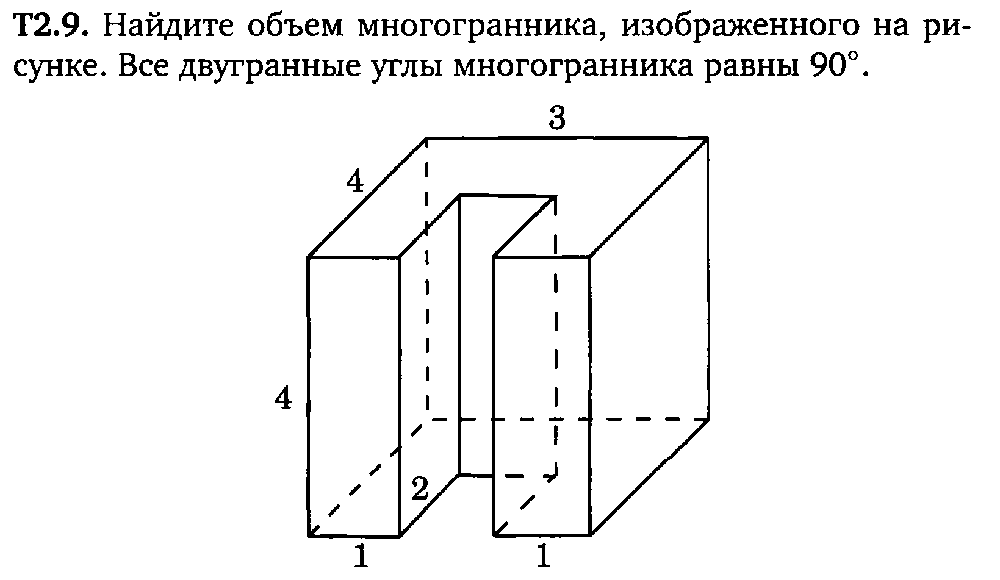 Т2.9. Найдите объем многогранника, изображенного на ри-
сунке. Все двугранные углы многогранника равны 90°.
3
4
4
2
1 1